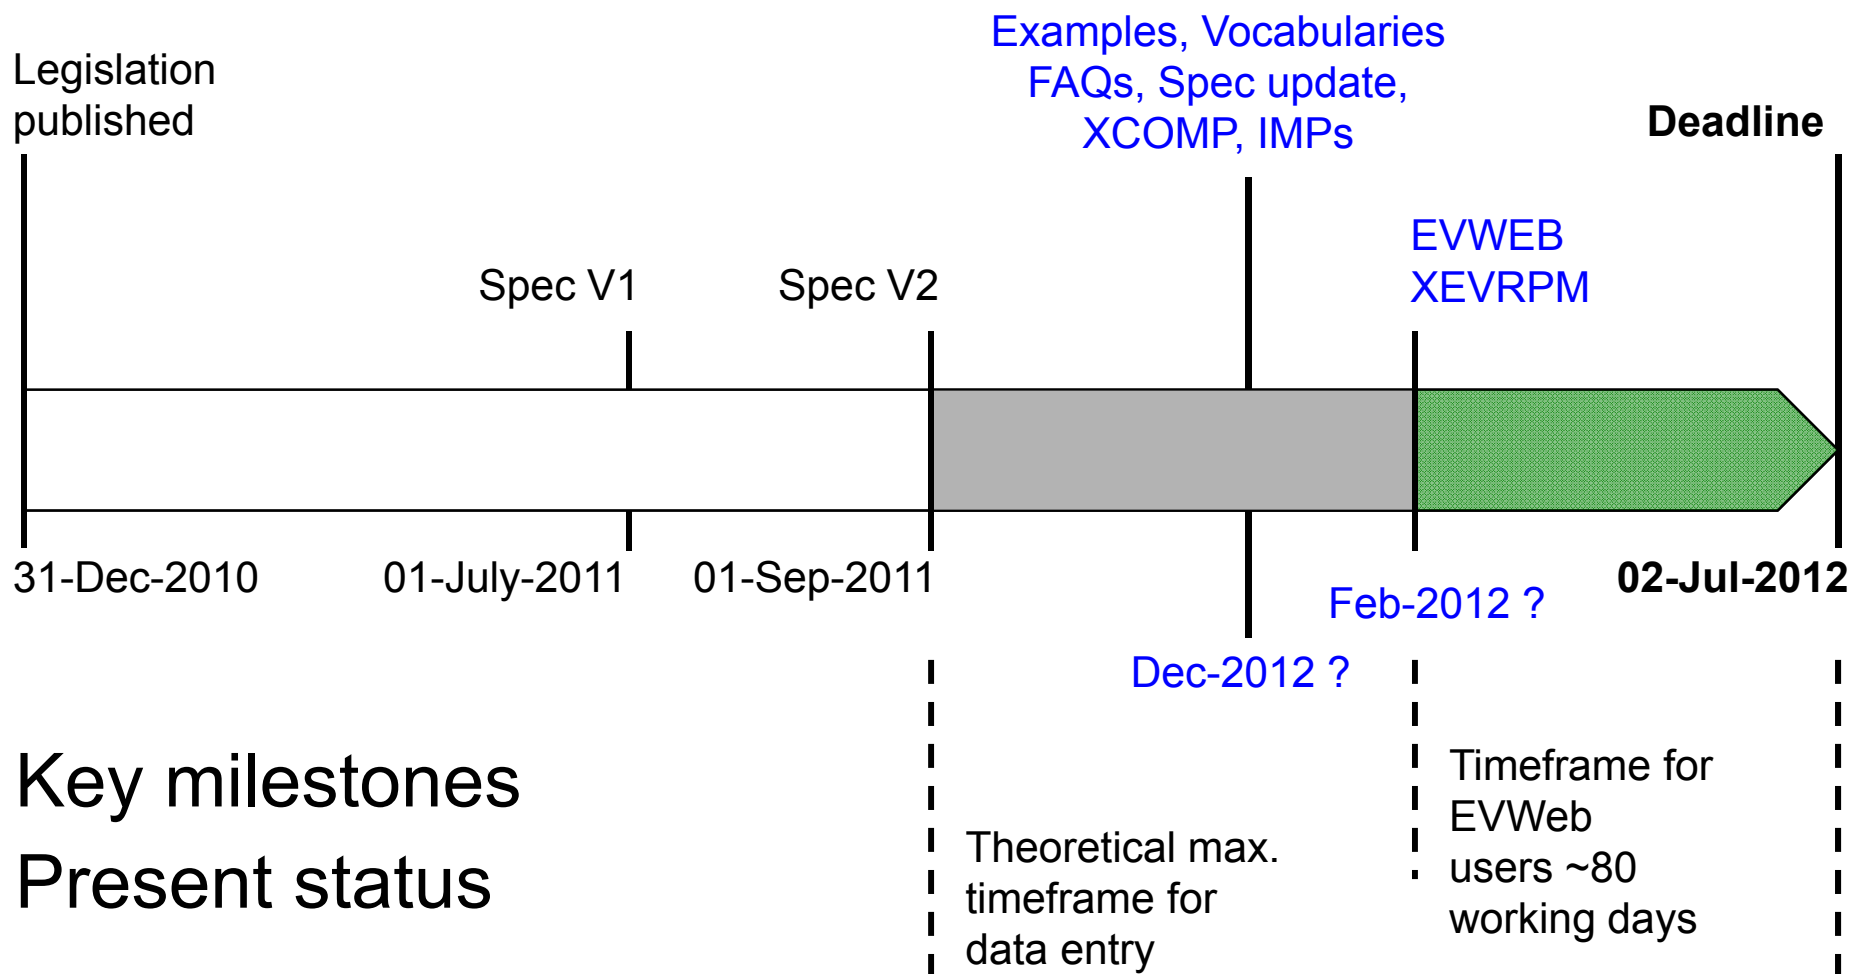 Examples, Vocabularies
FAQs, Spec update,
XCOMP, IMPs
Legislation
published
Deadline
EVWEB
XEVRPM
Spec V1
Spec V2
31-Dec-2010
01-July-2011
01-Sep-2011
02-Jul-2012
Feb-2012 ?
Dec-2012 ?
Key milestones
Present status
Theoretical max.
timeframe for
data entry
Timeframe for
EVWeb
users ~80
working days